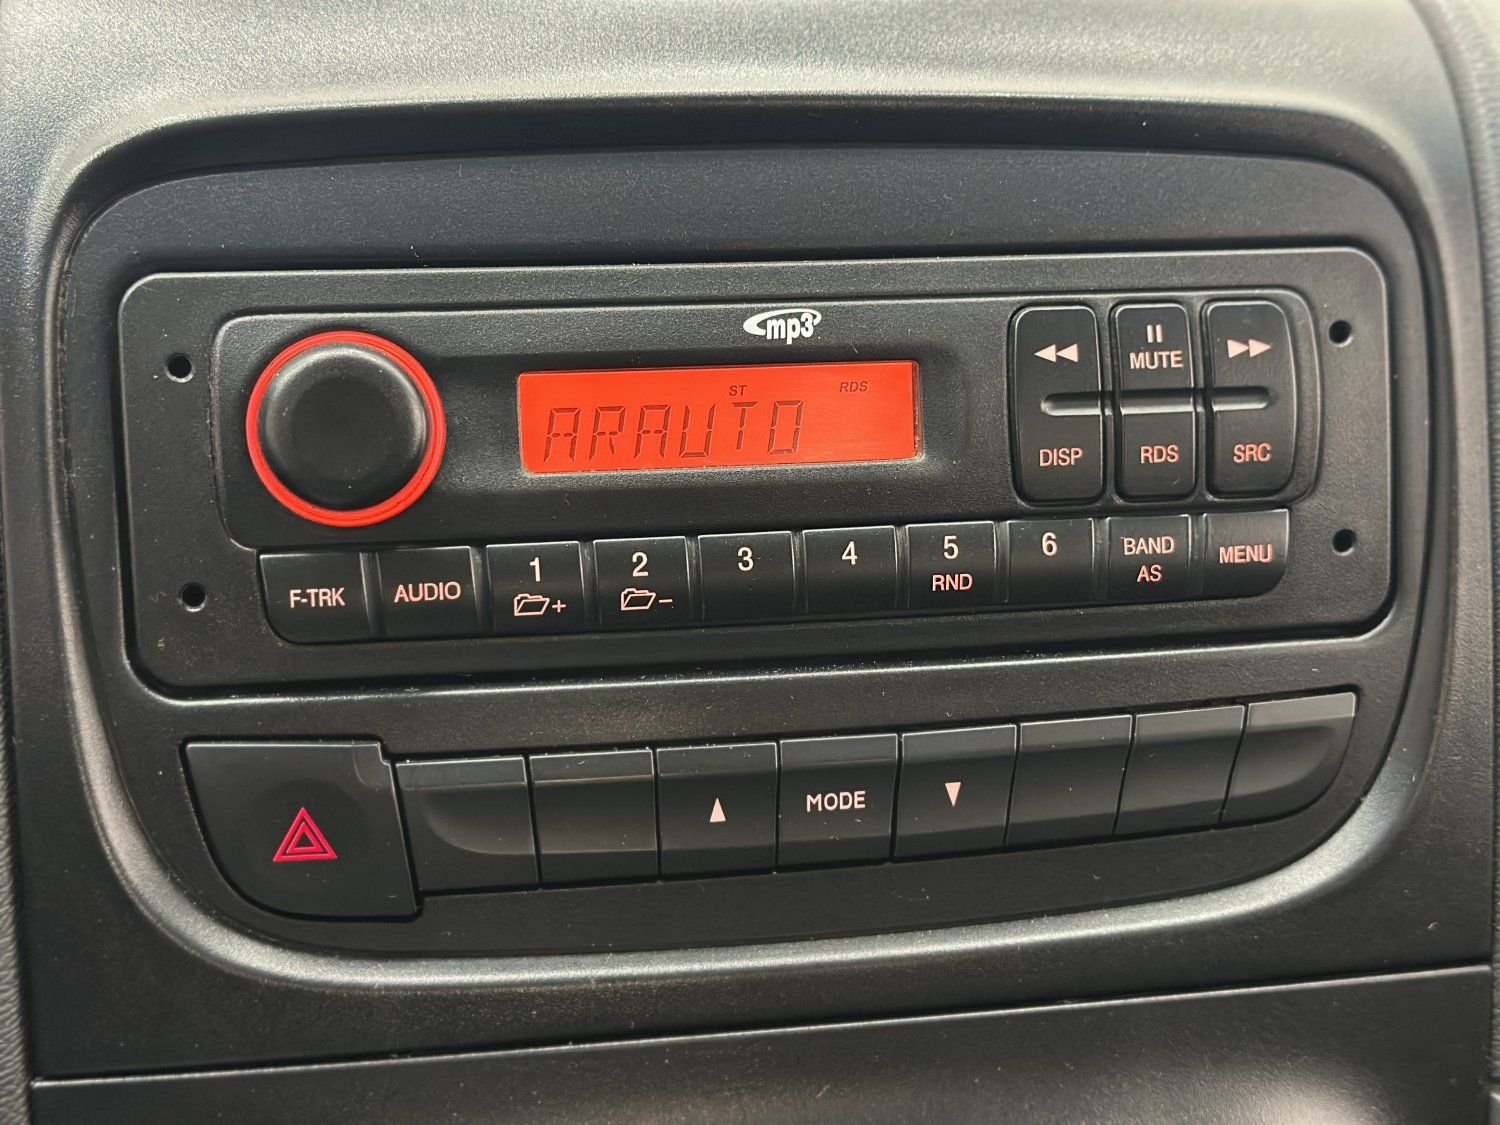 mp3
ST RDS
ARAUTO
MUTE
DISP RDS SRC
F-TRK AUDIO 1 2 3 4 5 6 BAND MENU
+ − RND AS
MODE